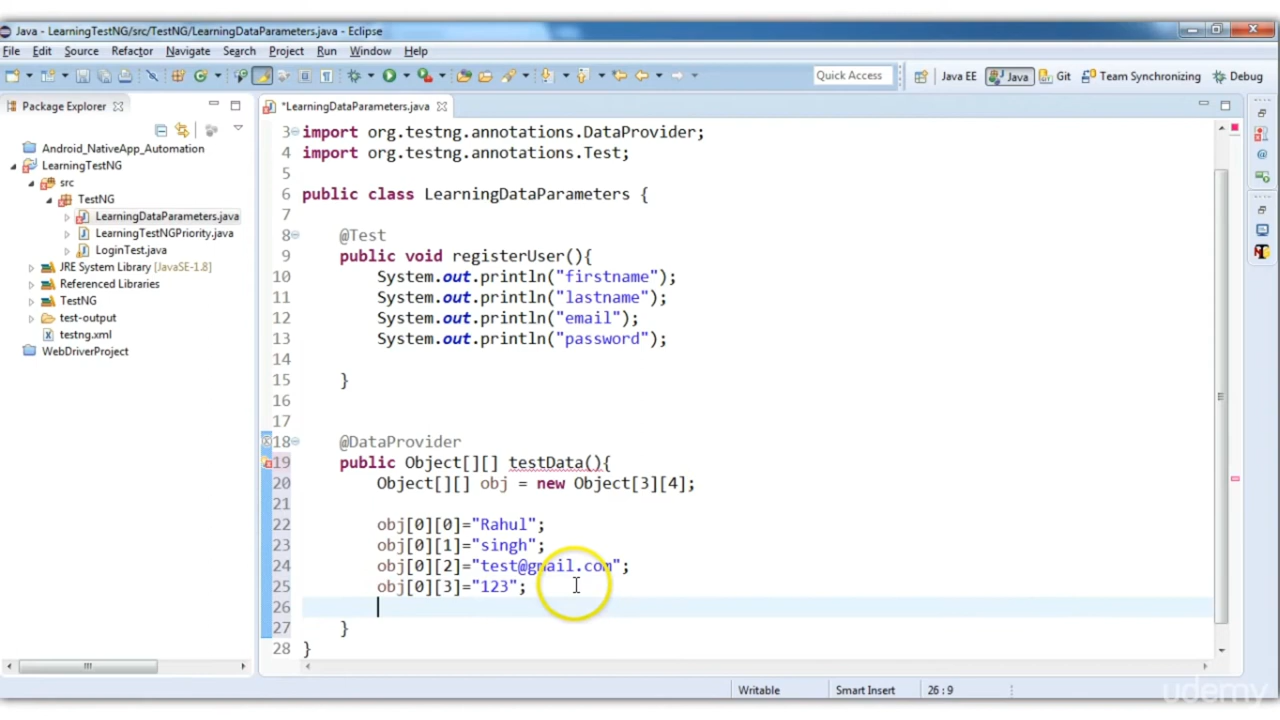 Java - LearningTestNG/src/TestNG/LearningDataParameters.java - Eclipse
File Edit Source Refactor Navigate Search Project Run Window Help
Quick Access Java EE Java Git Team Synchronizing Debug
Package Explorer
*LearningDataParameters.java
Android_NativeApp_Automation
LearningTestNG
src
TestNG
LearningDataParameters.java
LearningTestNGPriority.java
LoginTest.java
JRE System Library [JavaSE-1.8]
Referenced Libraries
TestNG
test-output
testng.xml
WebDriverProject
3 import org.testng.annotations.DataProvider;
4 import org.testng.annotations.Test;
5
6 public class LearningDataParameters {
7
8 @Test
9 public void registerUser(){
10 System.out.println("firstname");
11 System.out.println("lastname");
12 System.out.println("email");
13 System.out.println("password");
14
15 }
16
17
18 @DataProvider
19 public Object[][] testData(){
20 Object[][] obj = new Object[3][4];
21
22 obj[0][0]="Rahul";
23 obj[0][1]="singh";
24 obj[0][2]="test@gmail.com";
25 obj[0][3]="123";
26
27 }
28 }
Writable Smart Insert 26:9
udemy